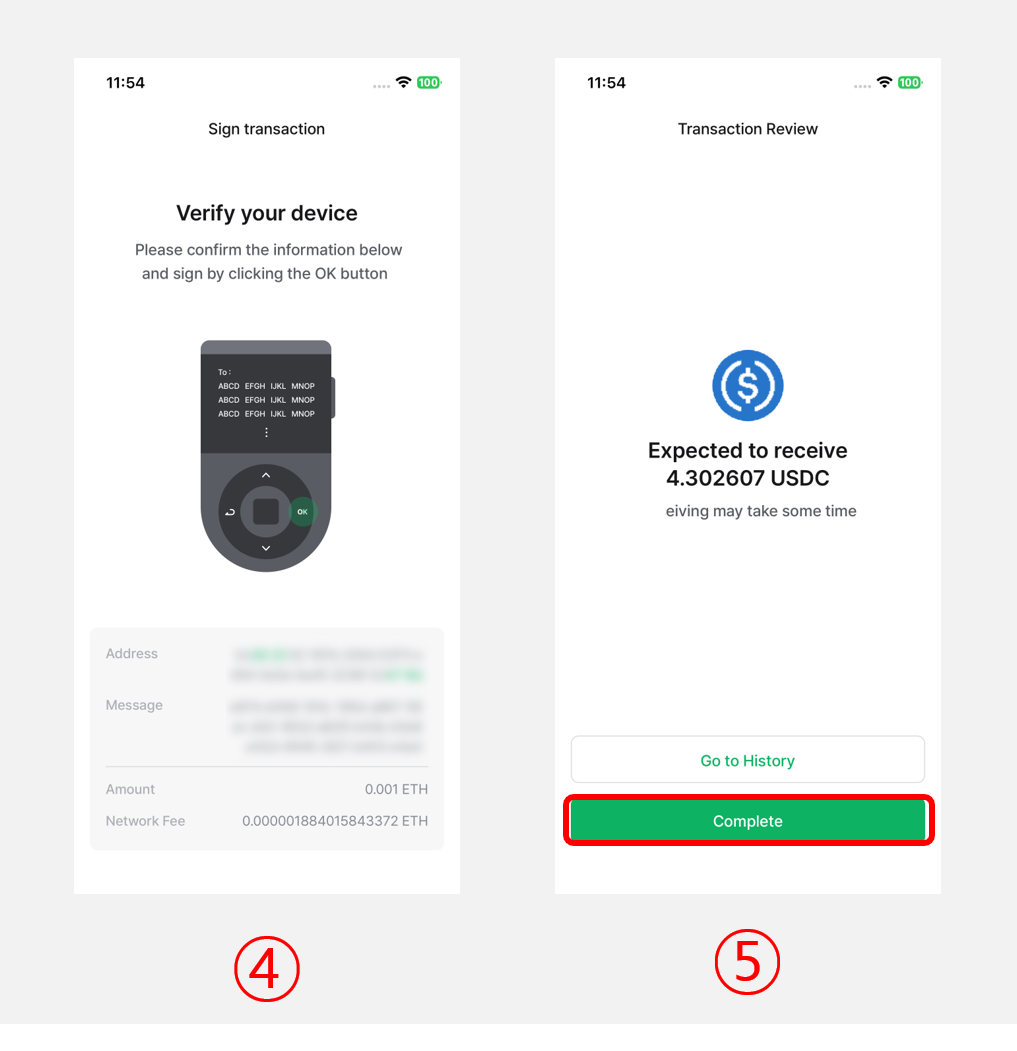 11:54
100
Sign transaction
Verify your device
Please confirm the information below
and sign by clicking the OK button
To :
ABCD EFGH IJKL MNOP
ABCD EFGH IJKL MNOP
ABCD EFGH IJKL MNOP
OK
Address
Message
Amount 0.001 ETH
Network Fee 0.000001884015843372 ETH
④
11:54
100
Transaction Review
$
Expected to receive
4.302607 USDC
eiving may take some time
Go to History
Complete
⑤